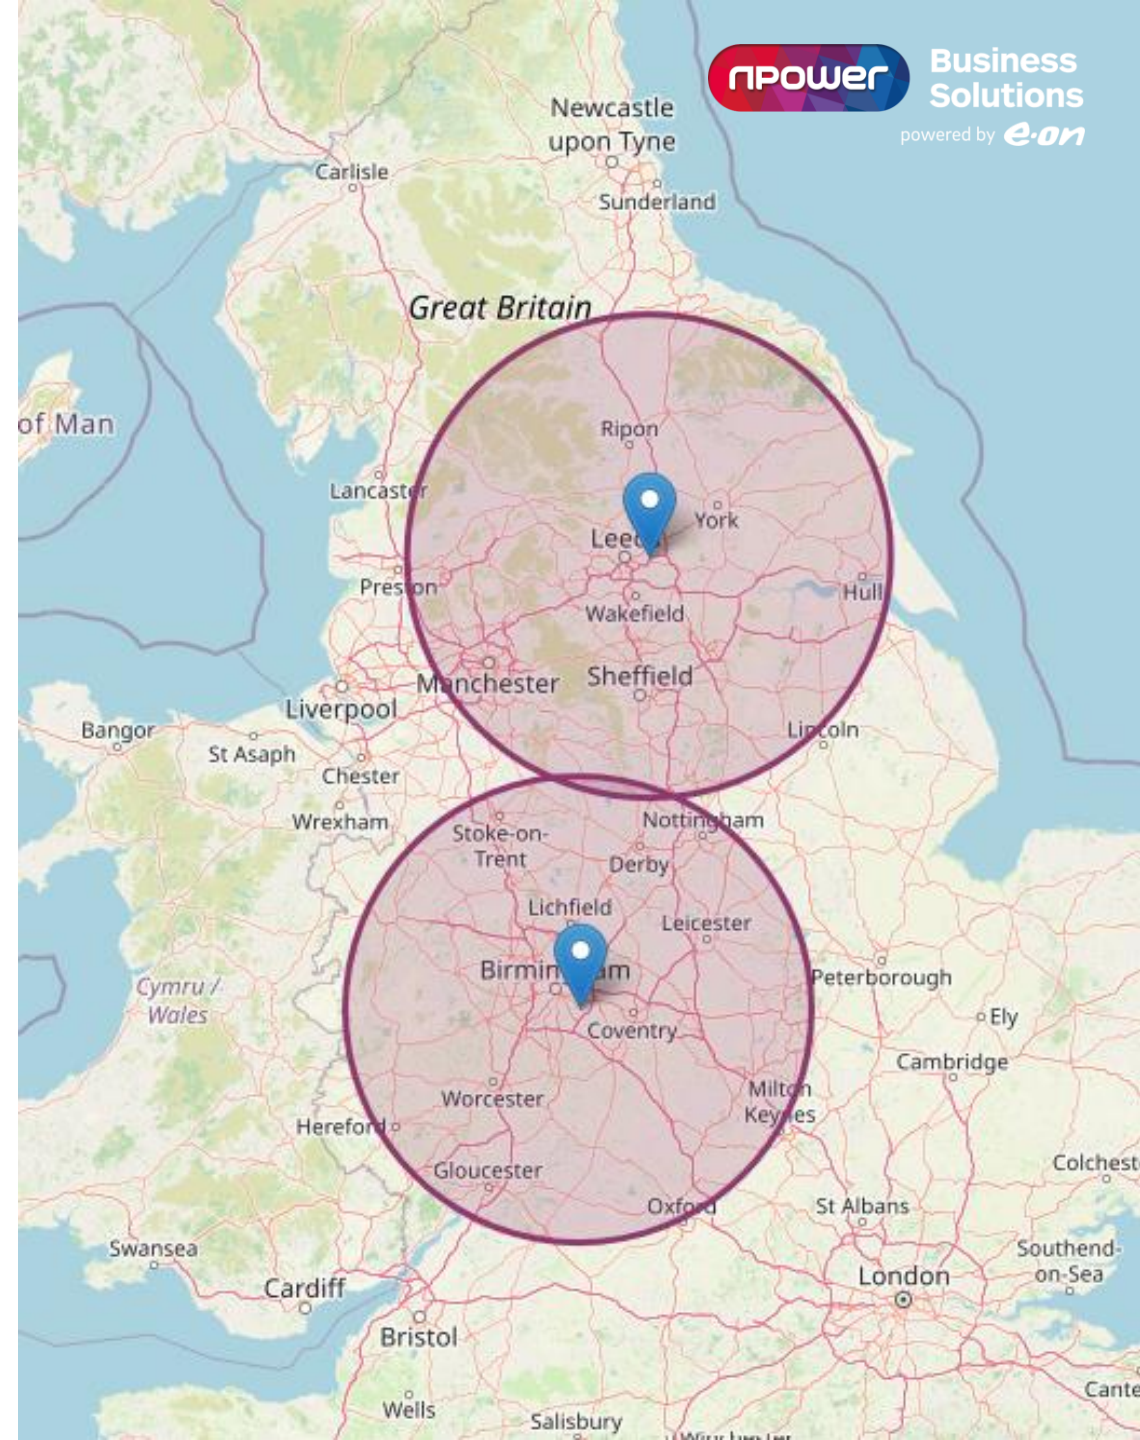 npower
Business
Solutions
powered by e·on
Newcastle
upon Tyne
Carlisle
Sunderland
Great Britain
of Man
Ripon
Lancaster
York
Leeds
Preston
Hull
Wakefield
Manchester
Sheffield
Liverpool
Bangor
St Asaph
Lincoln
Chester
Wrexham
Nottingham
Stoke-on-
Trent
Derby
Lichfield
Leicester
Birmingham
Peterborough
Cymru /
Wales
Ely
Coventry
Cambridge
Worcester
Milton
Keynes
Hereford
Gloucester
Colchest
Oxford
St Albans
Swansea
Southend-
on-Sea
Cardiff
London
Bristol
Wells
Cante
Salisbury